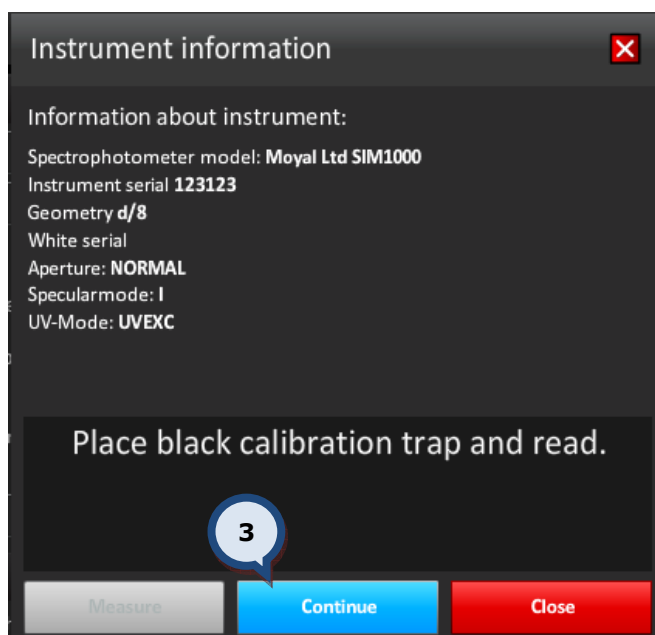 Instrument information
Information about instrument:
Spectrophotometer model: Moyal Ltd SIM1000
Instrument serial 123123
Geometry d/8
White serial
Aperture: NORMAL
Specularmode: I
UV-Mode: UVEXC
Place black calibration trap and read.
3
Measure Continue Close